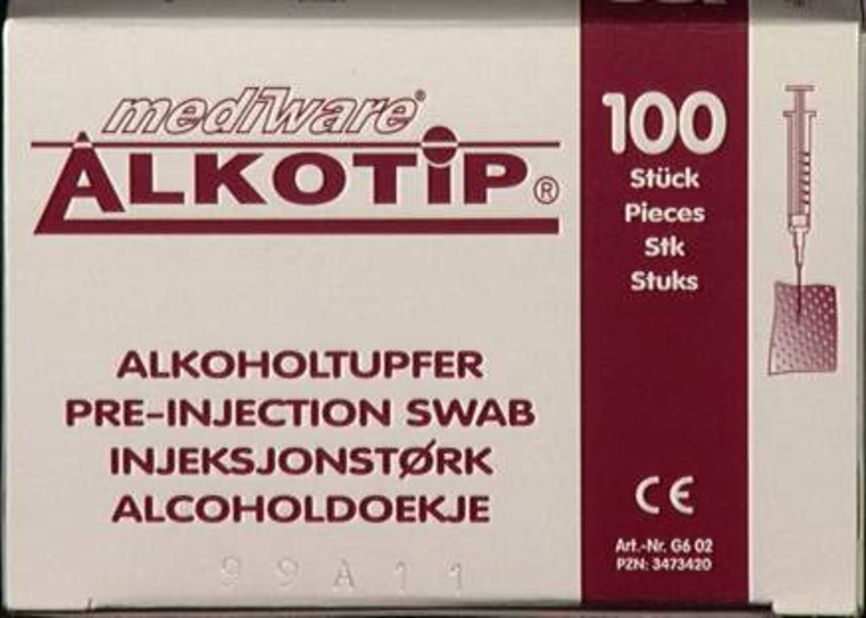 mediware®
ALKOTIP®
ALKOHOLTUPFER
PRE-INJECTION SWAB
INJEKSJONSTØRK
ALCOHOLDOEKJE
99A11
100
Stück
Pieces
Stk
Stuks
CE
Art.-Nr. G6 02
PZN: 3473420